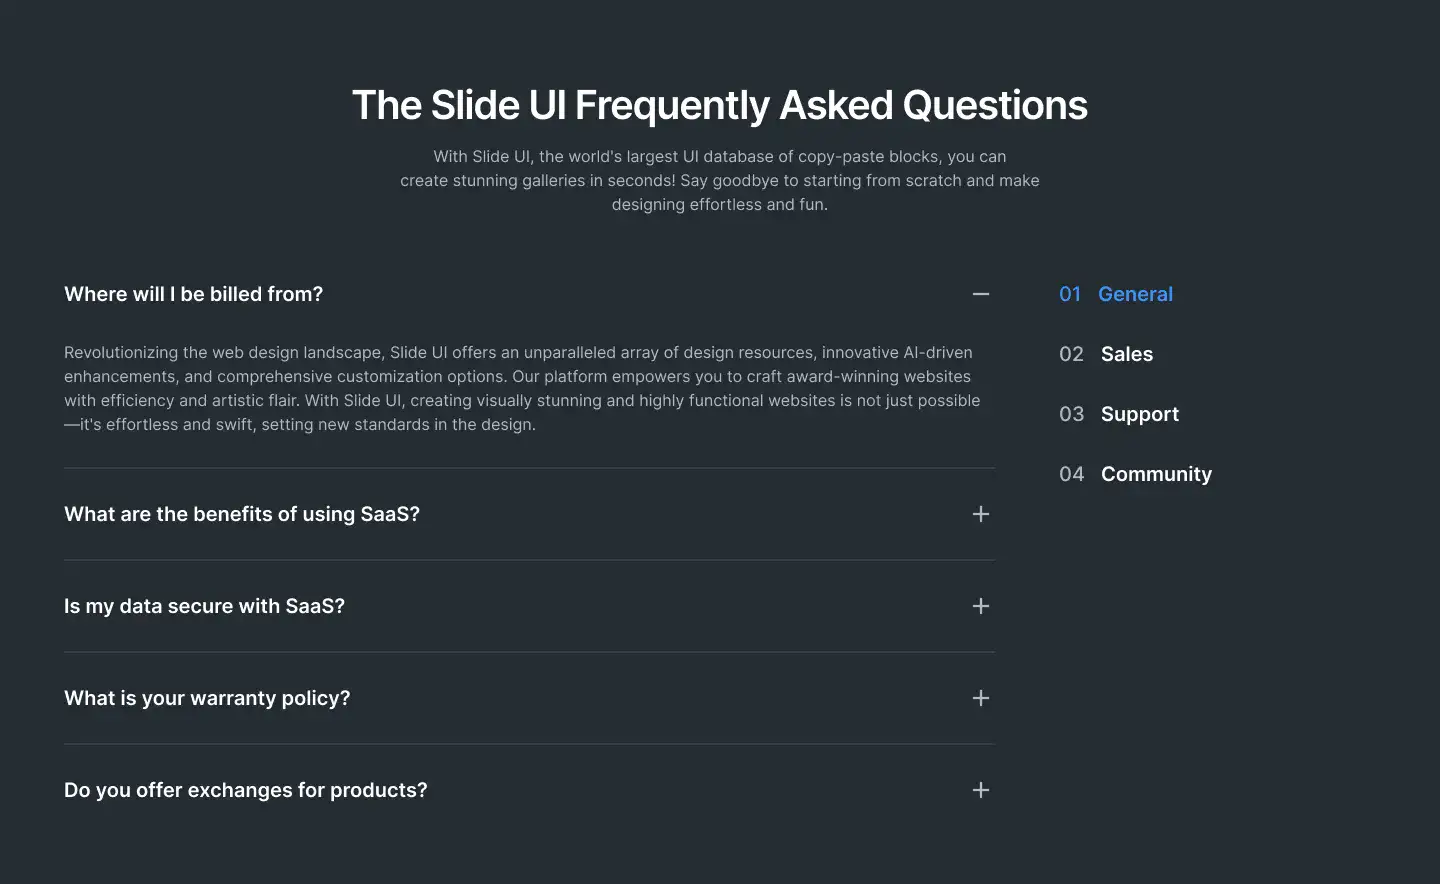 The Slide UI Frequently Asked Questions
With Slide UI, the world's largest UI database of copy-paste blocks, you can
create stunning galleries in seconds! Say goodbye to starting from scratch and make
designing effortless and fun.
Where will I be billed from?
Revolutionizing the web design landscape, Slide UI offers an unparalleled array of design resources, innovative AI-driven
enhancements, and comprehensive customization options. Our platform empowers you to craft award-winning websites
with efficiency and artistic flair. With Slide UI, creating visually stunning and highly functional websites is not just possible
—it's effortless and swift, setting new standards in the design.
What are the benefits of using SaaS?
Is my data secure with SaaS?
What is your warranty policy?
Do you offer exchanges for products?
01 General
02 Sales
03 Support
04 Community